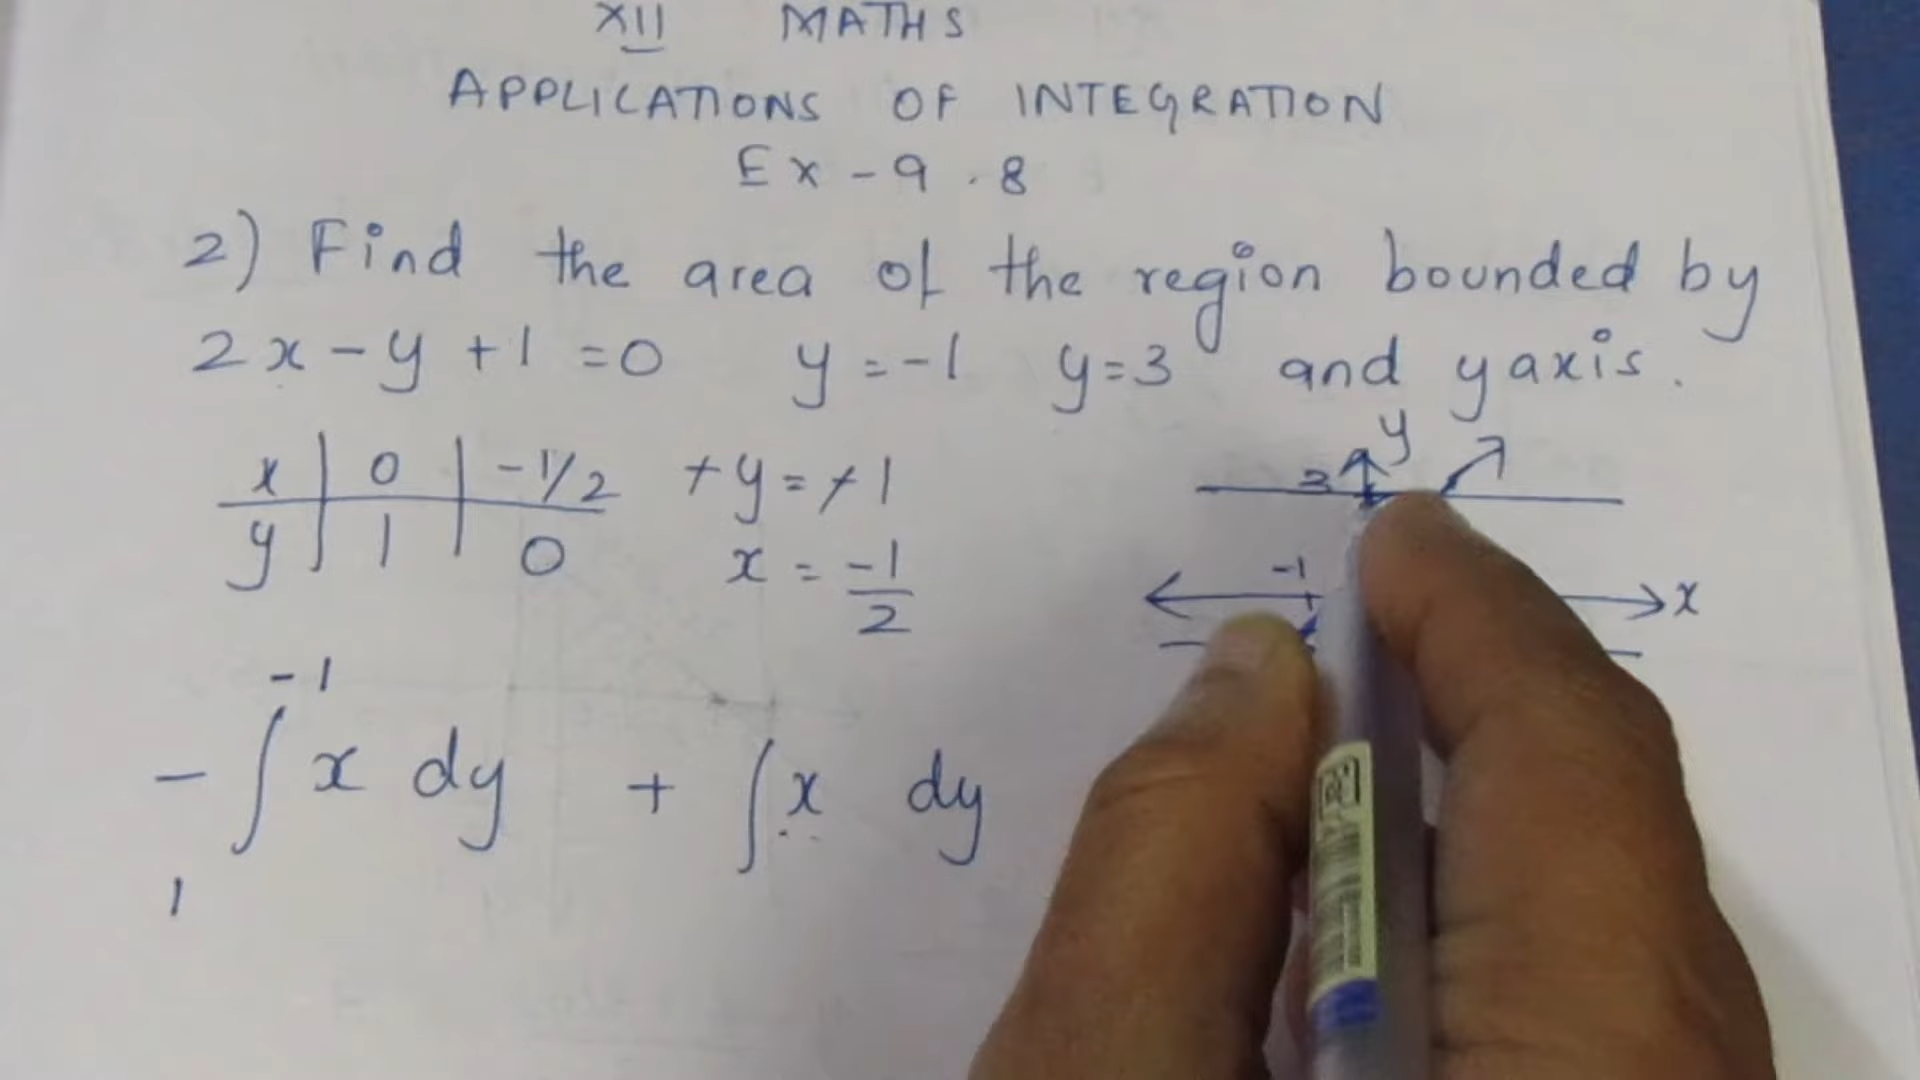 XII MATHS
APPLICATIONS OF INTEGRATION
Ex - 9.8
2) Find the area of the region bounded by
2x - y + 1 = 0 y = -1 y = 3 and y axis.
x | 0 | -1/2 + y = + 1
y | 1 | 0 x = -1/2
y
3
-1
x
-1
- ∫ x dy + ∫ x dy
1